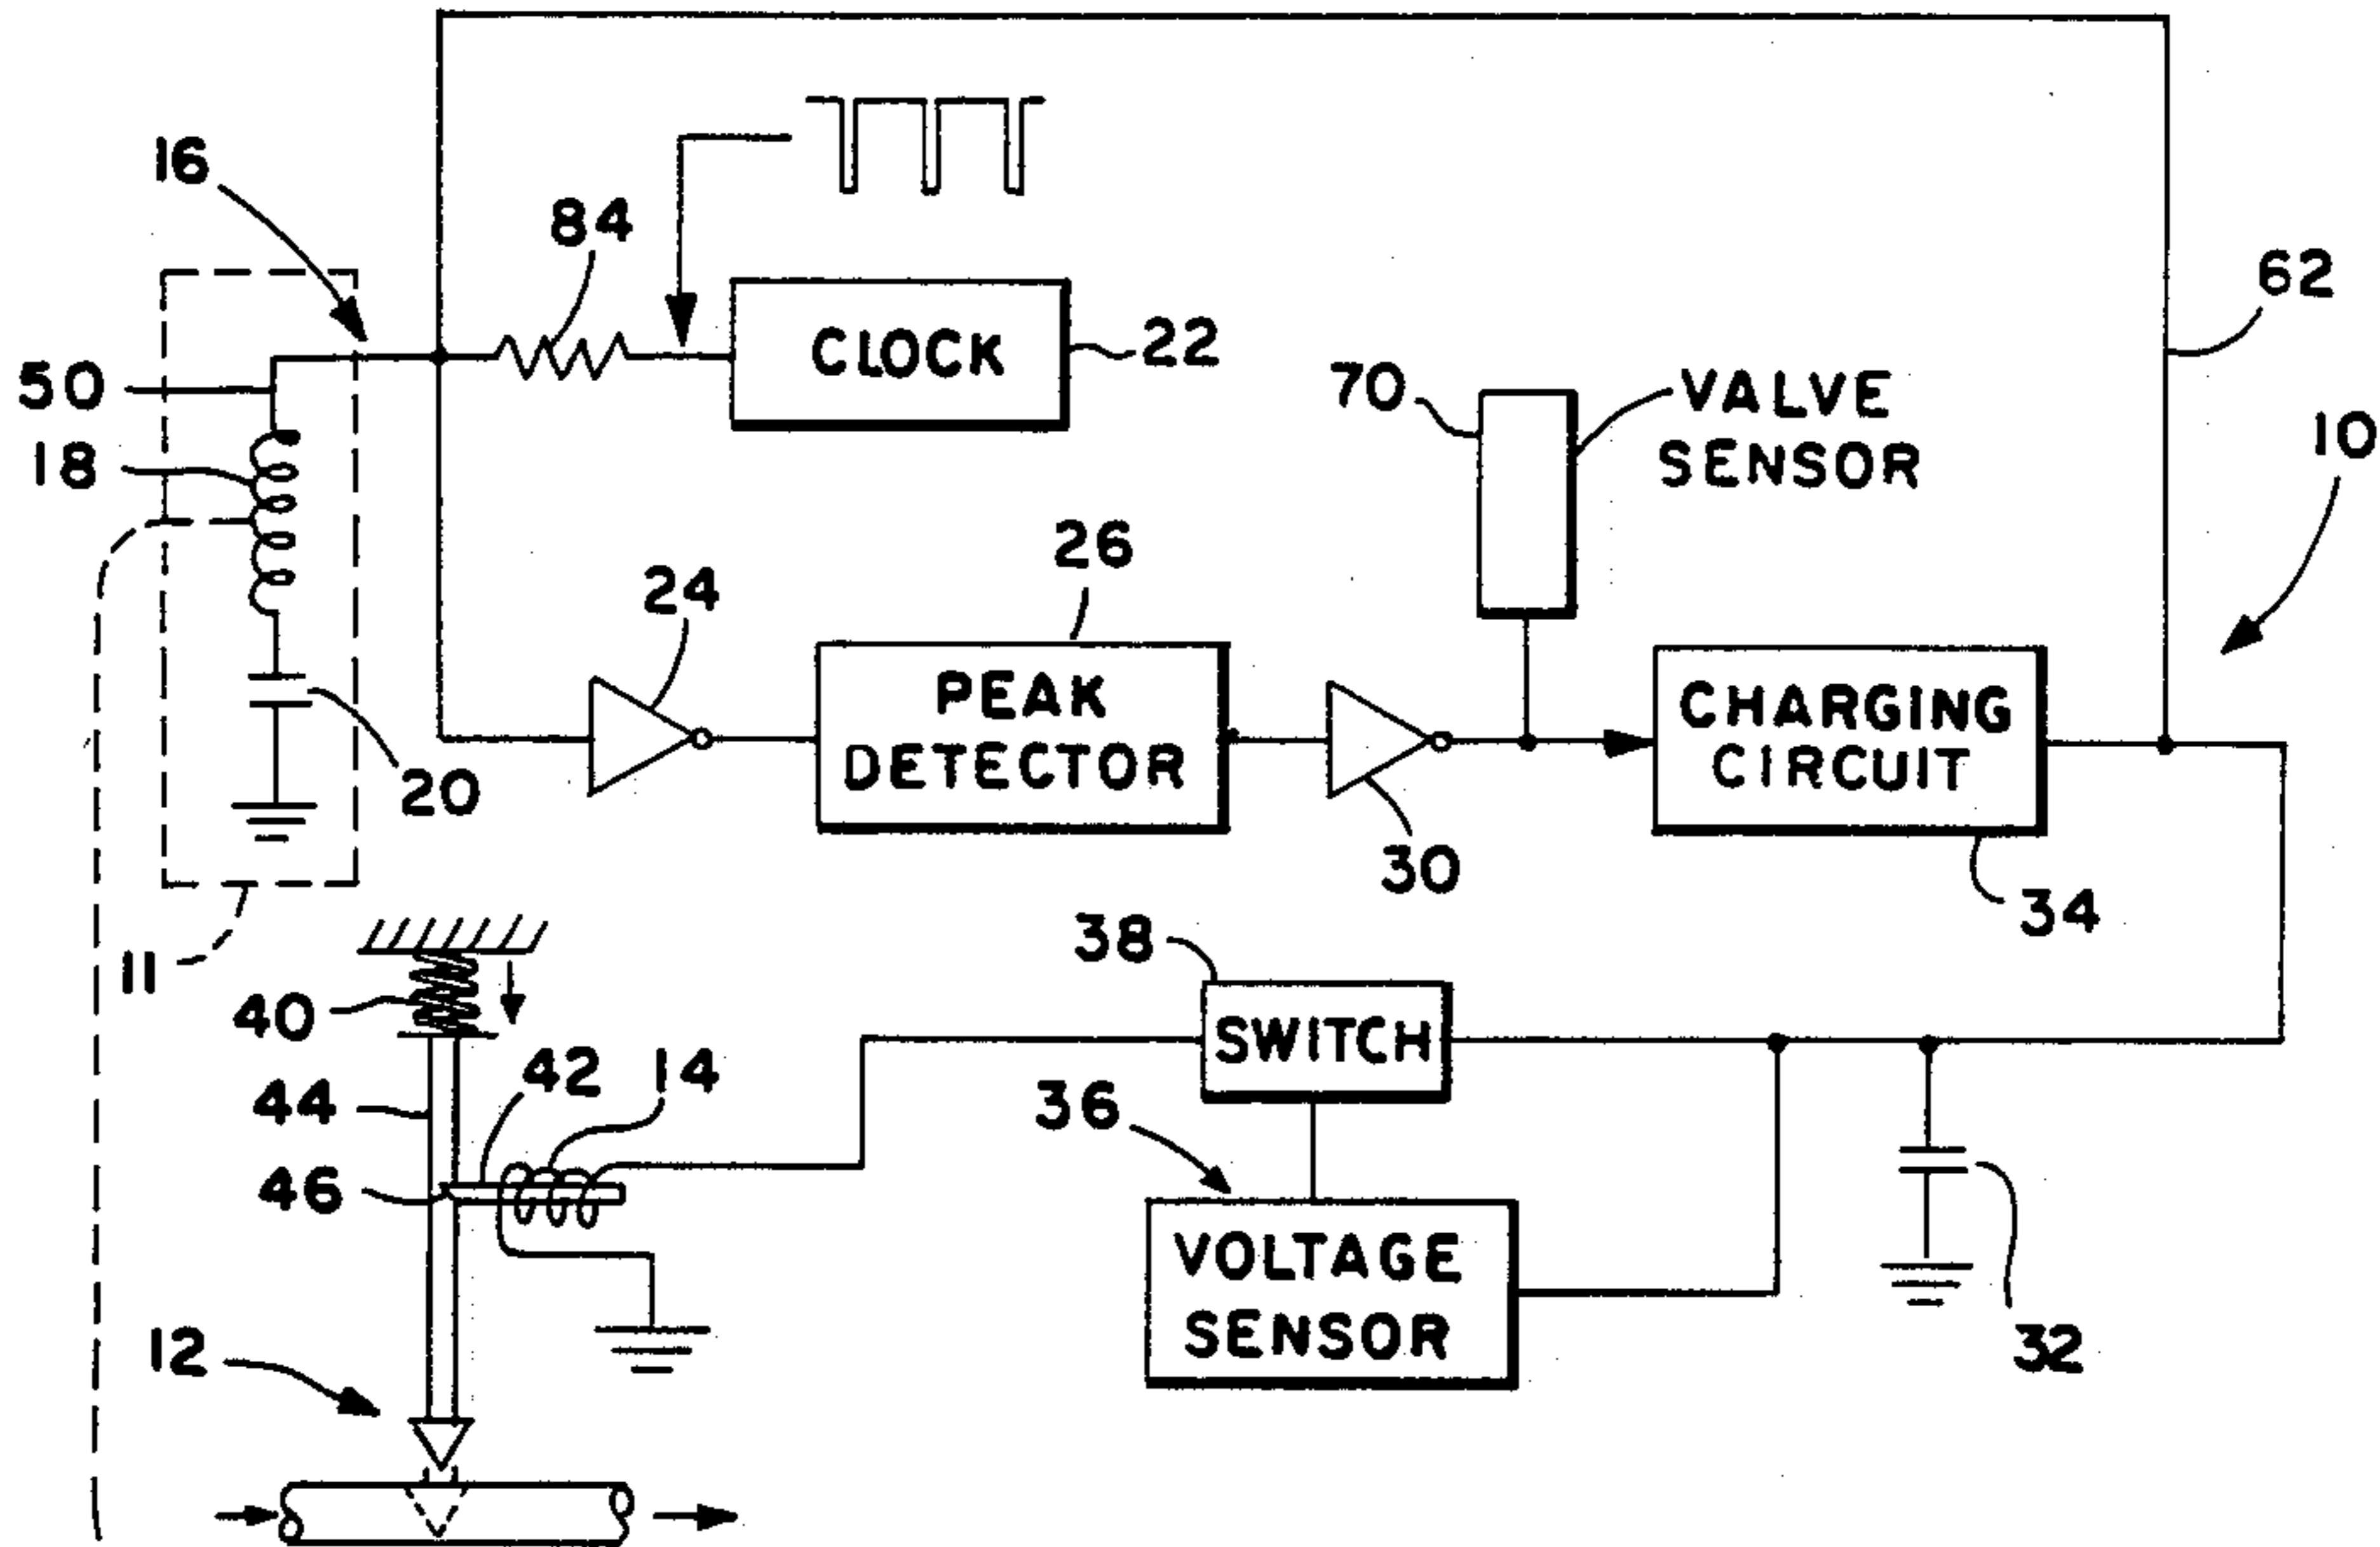 16
84
62
CLOCK
22
50
70
VALVE
SENSOR
10
18
26
24
PEAK
DETECTOR
CHARGING
CIRCUIT
20
30
34
11
38
40
SWITCH
42
14
44
36
46
VOLTAGE
SENSOR
12
32